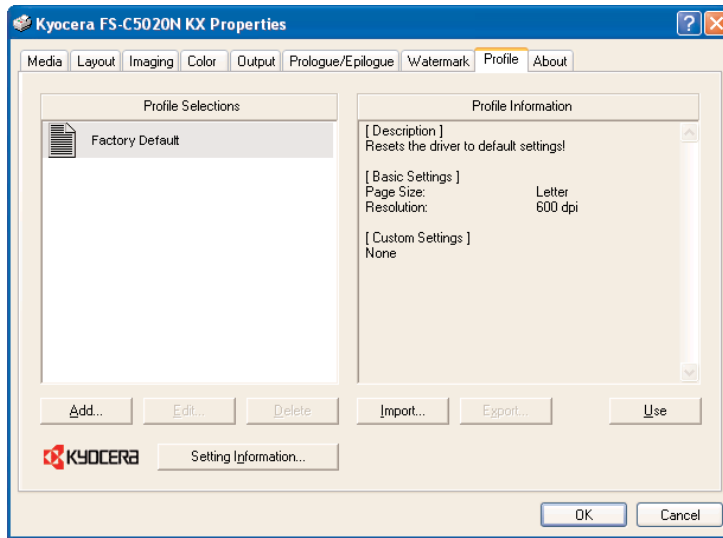 Kyocera FS-C5020N KX Properties
Media Layout Imaging Color Output Prologue/Epilogue Watermark Profile About
Profile Selections
Factory Default
Profile Information
[ Description ]
Resets the driver to default settings!
[ Basic Settings ]
Page Size: Letter
Resolution: 600 dpi
[ Custom Settings ]
None
Add... Edit... Delete Import... Export... Use
KYOCERA Setting Information...
OK Cancel